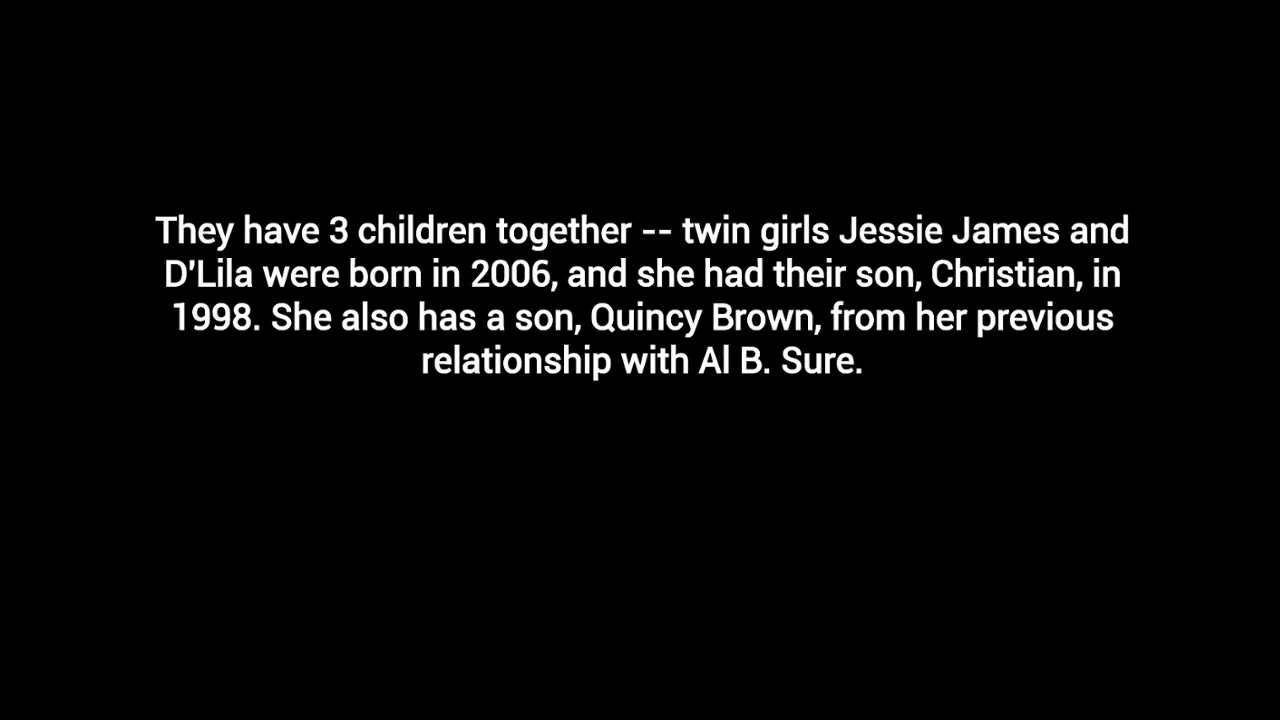 They have 3 children together -- twin girls Jessie James and
D'Lila were born in 2006, and she had their son, Christian, in
1998. She also has a son, Quincy Brown, from her previous
relationship with Al B. Sure.